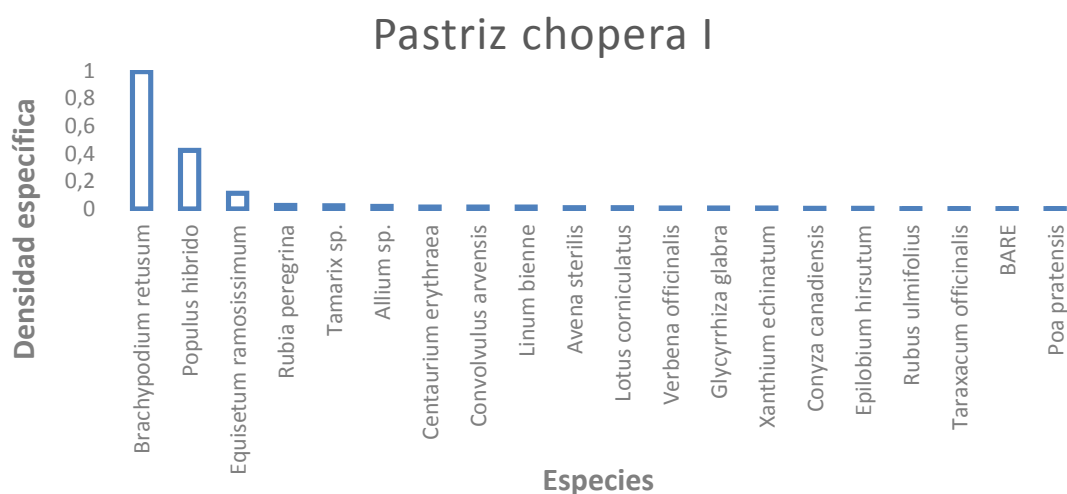 Pastriz chopera I
Densidad específica
1
0,8
0,6
0,4
0,2
0
Brachypodium retusum
Populus hibrido
Equisetum ramosissimum
Rubia peregrina
Tamarix sp.
Allium sp.
Centaurium erythraea
Convolvulus arvensis
Linum bienne
Avena sterilis
Lotus corniculatus
Verbena officinalis
Glycyrrhiza glabra
Xanthium echinatum
Conyza canadiensis
Epilobium hirsutum
Rubus ulmifolius
Taraxacum officinalis
BARE
Poa pratensis
Especies